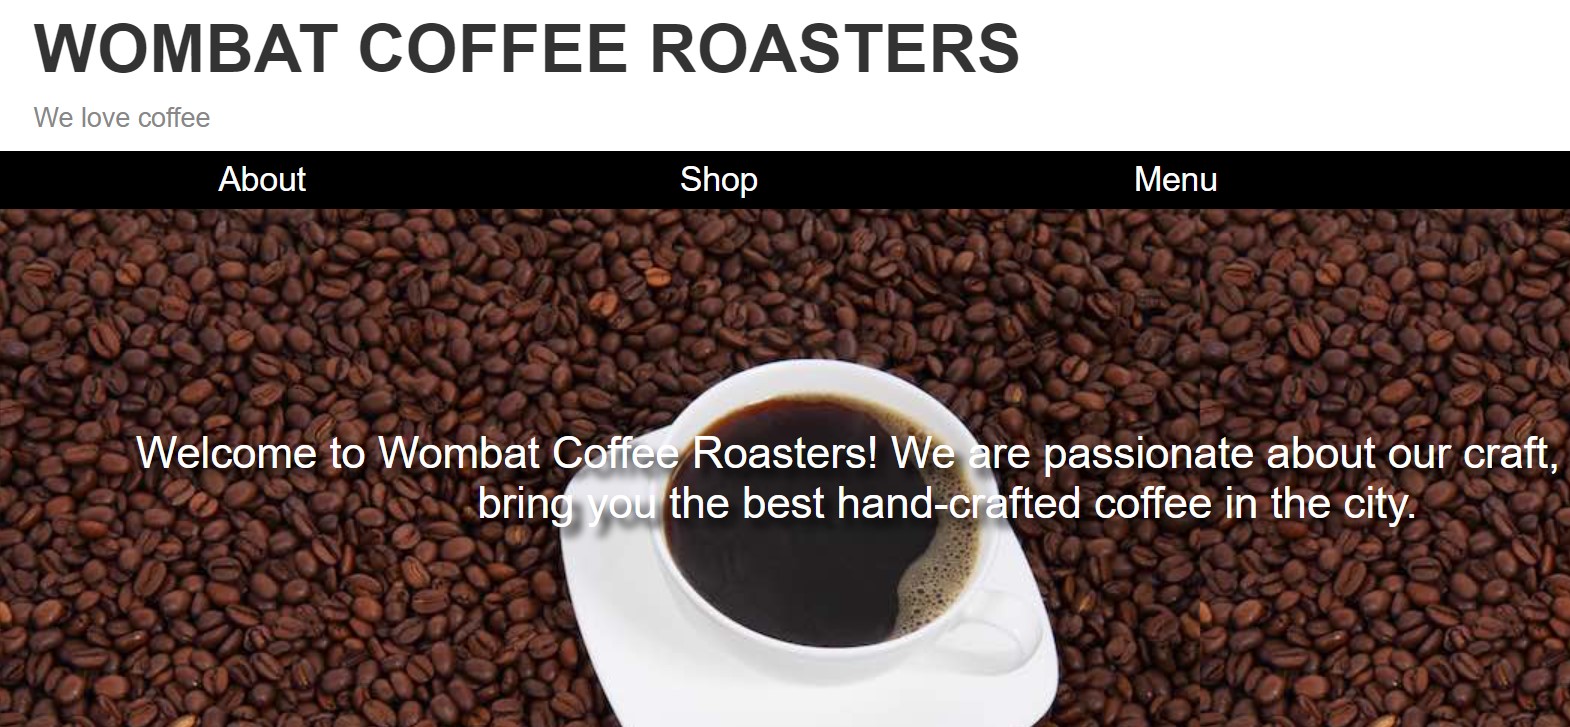 WOMBAT COFFEE ROASTERS
We love coffee
About Shop Menu
Welcome to Wombat Coffee Roasters! We are passionate about our craft,
bring you the best hand-crafted coffee in the city.